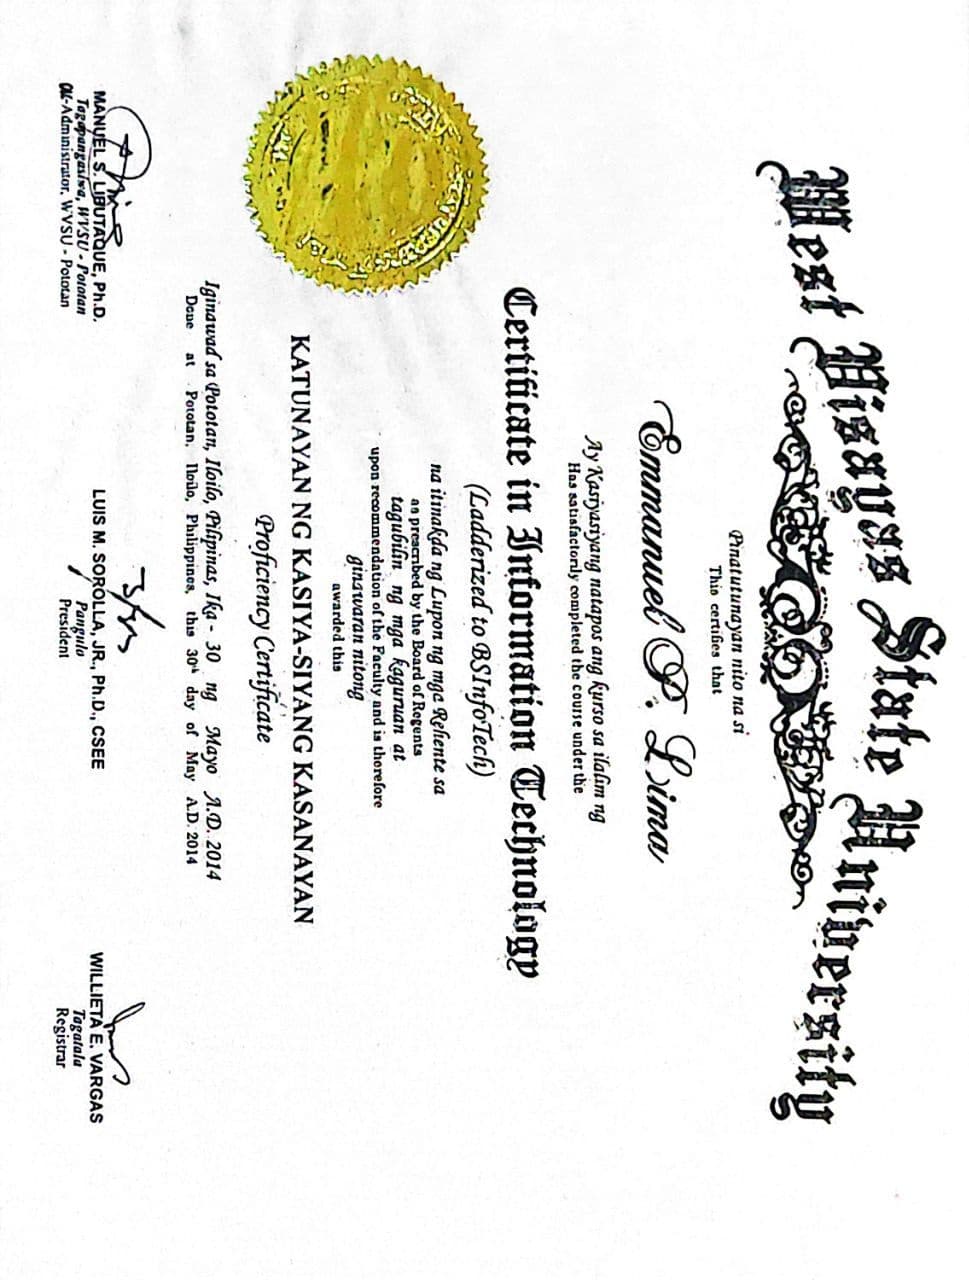 West Visayas State University
Pinatutunayan nito na si
This certifies that
Emmanuel P. Lima
Ay Kasiyasiyang natapos ang kurso sa ilalim ng
Has satisfactorily completed the course under the
Certificate in Information Technology
(Ladderized to BSInfoTech)
na itinakda ng Lupon ng mga Rehente sa
as prescribed by the Board of Regents
tagubilin ng mga kaguruan at
upon recommendation of the Faculty and is therefore
ginawaran nitong
awarded this
KATUNAYAN NG KASIYA-SIYANG KASANAYAN
Proficiency Certificate
Iginawad sa Pototan, Iloilo, Pilipinas, Ika - 30 ng Mayo A.D. 2014
Done at Pototan, Iloilo, Philippines, this 30th day of May A.D. 2014
MANUEL S. LIBUTAQUE, Ph.D.
Tagapangasiwa, WVSU - Pototan
Administrator, WVSU - Pototan
LUIS M. SOROLLA, JR., Ph.D., CSEE
Pangulo
President
WILLIETA E. VARGAS
Tagatala
Registrar